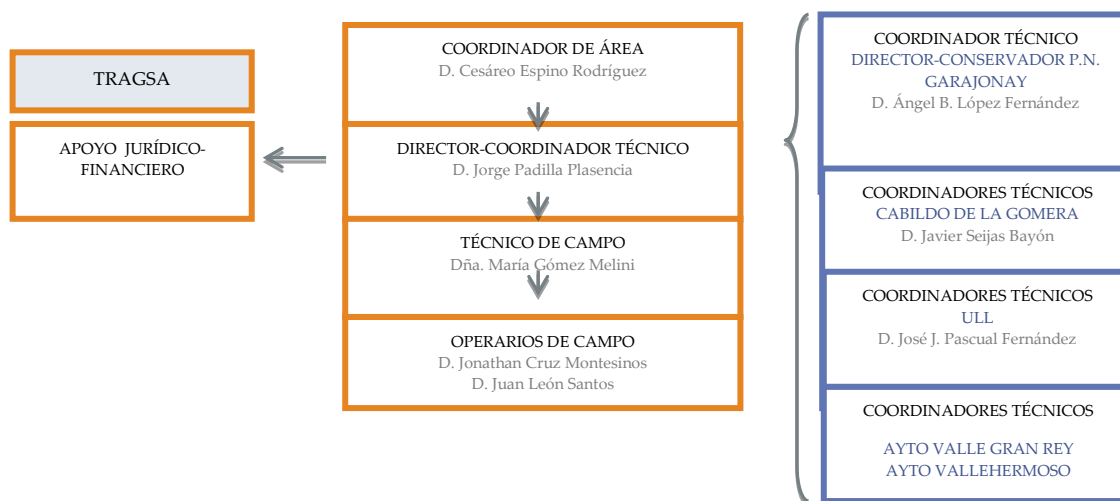 TRAGSA
APOYO JURÍDICO-
FINANCIERO
COORDINADOR DE ÁREA
D. Cesáreo Espino Rodríguez
DIRECTOR-COORDINADOR TÉCNICO
D. Jorge Padilla Plasencia
TÉCNICO DE CAMPO
Dña. María Gómez Melini
OPERARIOS DE CAMPO
D. Jonathan Cruz Montesinos
D. Juan León Santos
COORDINADOR TÉCNICO
DIRECTOR-CONSERVADOR P.N.
GARAJONAY
D. Ángel B. López Fernández
COORDINADORES TÉCNICOS
CABILDO DE LA GOMERA
D. Javier Seijas Bayón
COORDINADORES TÉCNICOS
ULL
D. José J. Pascual Fernández
COORDINADORES TÉCNICOS
AYTO VALLE GRAN REY
AYTO VALLEHERMOSO